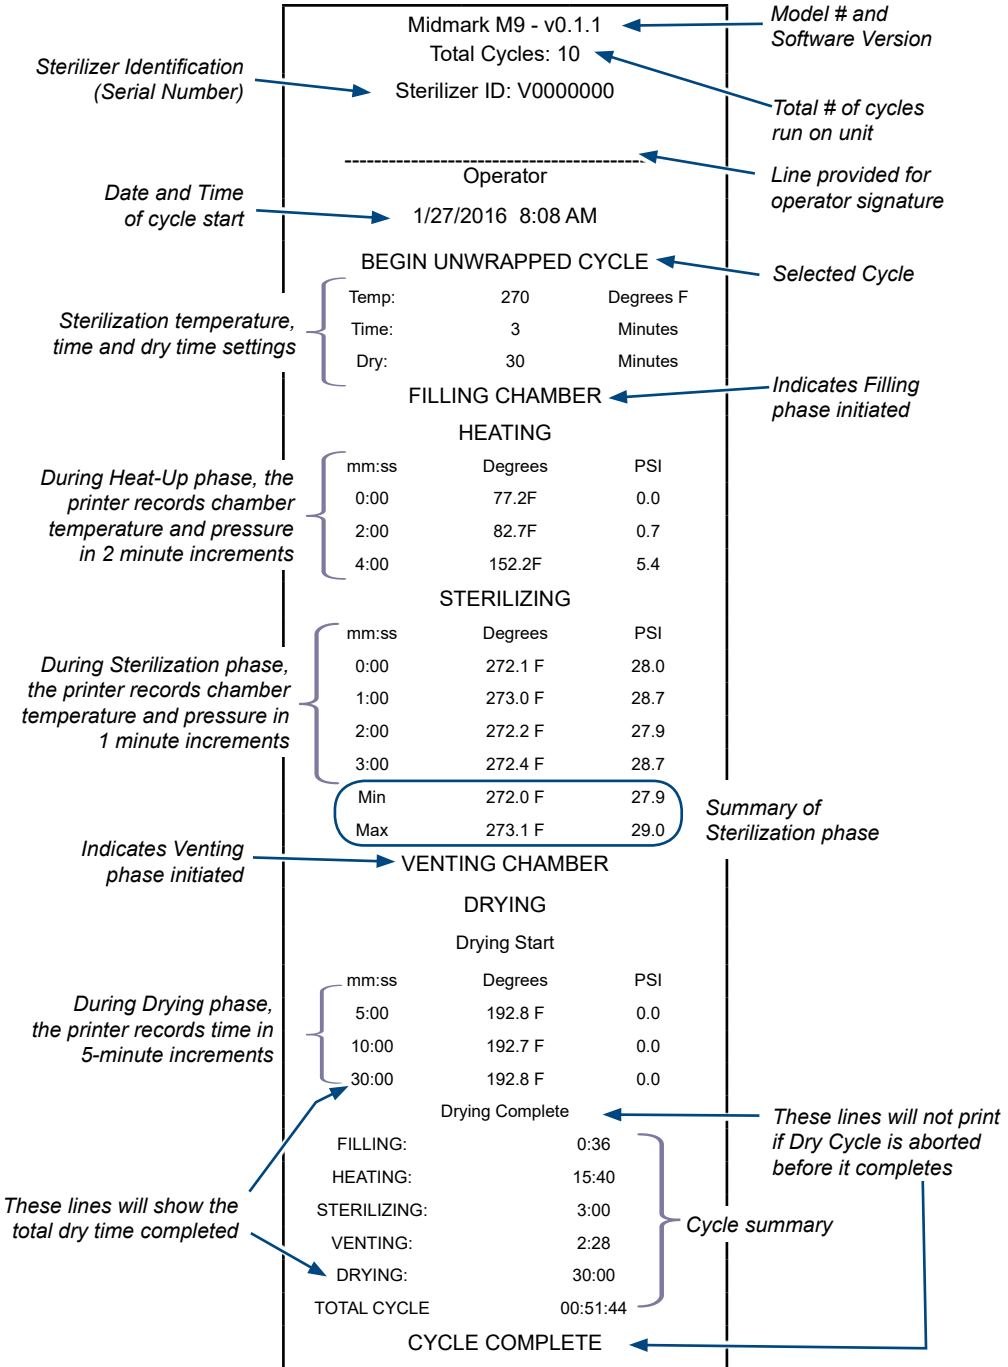 Midmark M9 - v0.1.1
Model # and
Software Version
Total Cycles: 10
Sterilizer Identification
(Serial Number)
Sterilizer ID: V0000000
Total # of cycles
run on unit
Operator
Line provided for
operator signature
Date and Time
of cycle start
1/27/2016 8:08 AM
BEGIN UNWRAPPED CYCLE
Selected Cycle
Sterilization temperature,
time and dry time settings
Temp: 270 Degrees F
Time: 3 Minutes
Dry: 30 Minutes
FILLING CHAMBER
Indicates Filling
phase initiated
HEATING
During Heat-Up phase, the
printer records chamber
temperature and pressure
in 2 minute increments
mm:ss Degrees PSI
0:00 77.2F 0.0
2:00 82.7F 0.7
4:00 152.2F 5.4
STERILIZING
During Sterilization phase,
the printer records chamber
temperature and pressure in
1 minute increments
mm:ss Degrees PSI
0:00 272.1 F 28.0
1:00 273.0 F 28.7
2:00 272.2 F 27.9
3:00 272.4 F 28.7
Min 272.0 F 27.9
Max 273.1 F 29.0
Summary of
Sterilization phase
Indicates Venting
phase initiated
VENTING CHAMBER
DRYING
Drying Start
During Drying phase,
the printer records time in
5-minute increments
mm:ss Degrees PSI
5:00 192.8 F 0.0
10:00 192.7 F 0.0
30:00 192.8 F 0.0
Drying Complete
These lines will not print
if Dry Cycle is aborted
before it completes
FILLING: 0:36
HEATING: 15:40
STERILIZING: 3:00
VENTING: 2:28
DRYING: 30:00
TOTAL CYCLE 00:51:44
These lines will show the
total dry time completed
Cycle summary
CYCLE COMPLETE